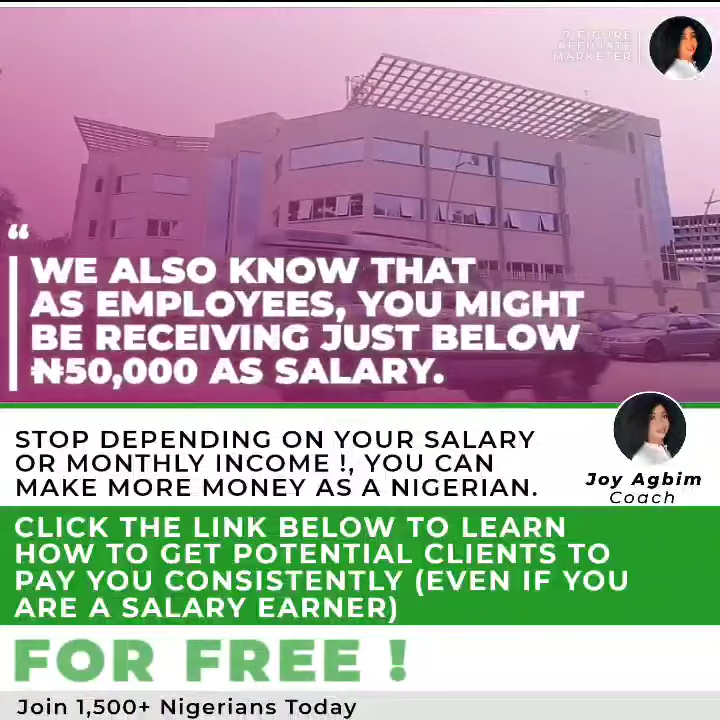 7 FIGURE
AFFILIATE
MARKETER
“
WE ALSO KNOW THAT
AS EMPLOYEES, YOU MIGHT
BE RECEIVING JUST BELOW
₦50,000 AS SALARY.
STOP DEPENDING ON YOUR SALARY
OR MONTHLY INCOME !, YOU CAN
MAKE MORE MONEY AS A NIGERIAN.
Joy Agbim
Coach
CLICK THE LINK BELOW TO LEARN
HOW TO GET POTENTIAL CLIENTS TO
PAY YOU CONSISTENTLY (EVEN IF YOU
ARE A SALARY EARNER)
FOR FREE !
Join 1,500+ Nigerians Today